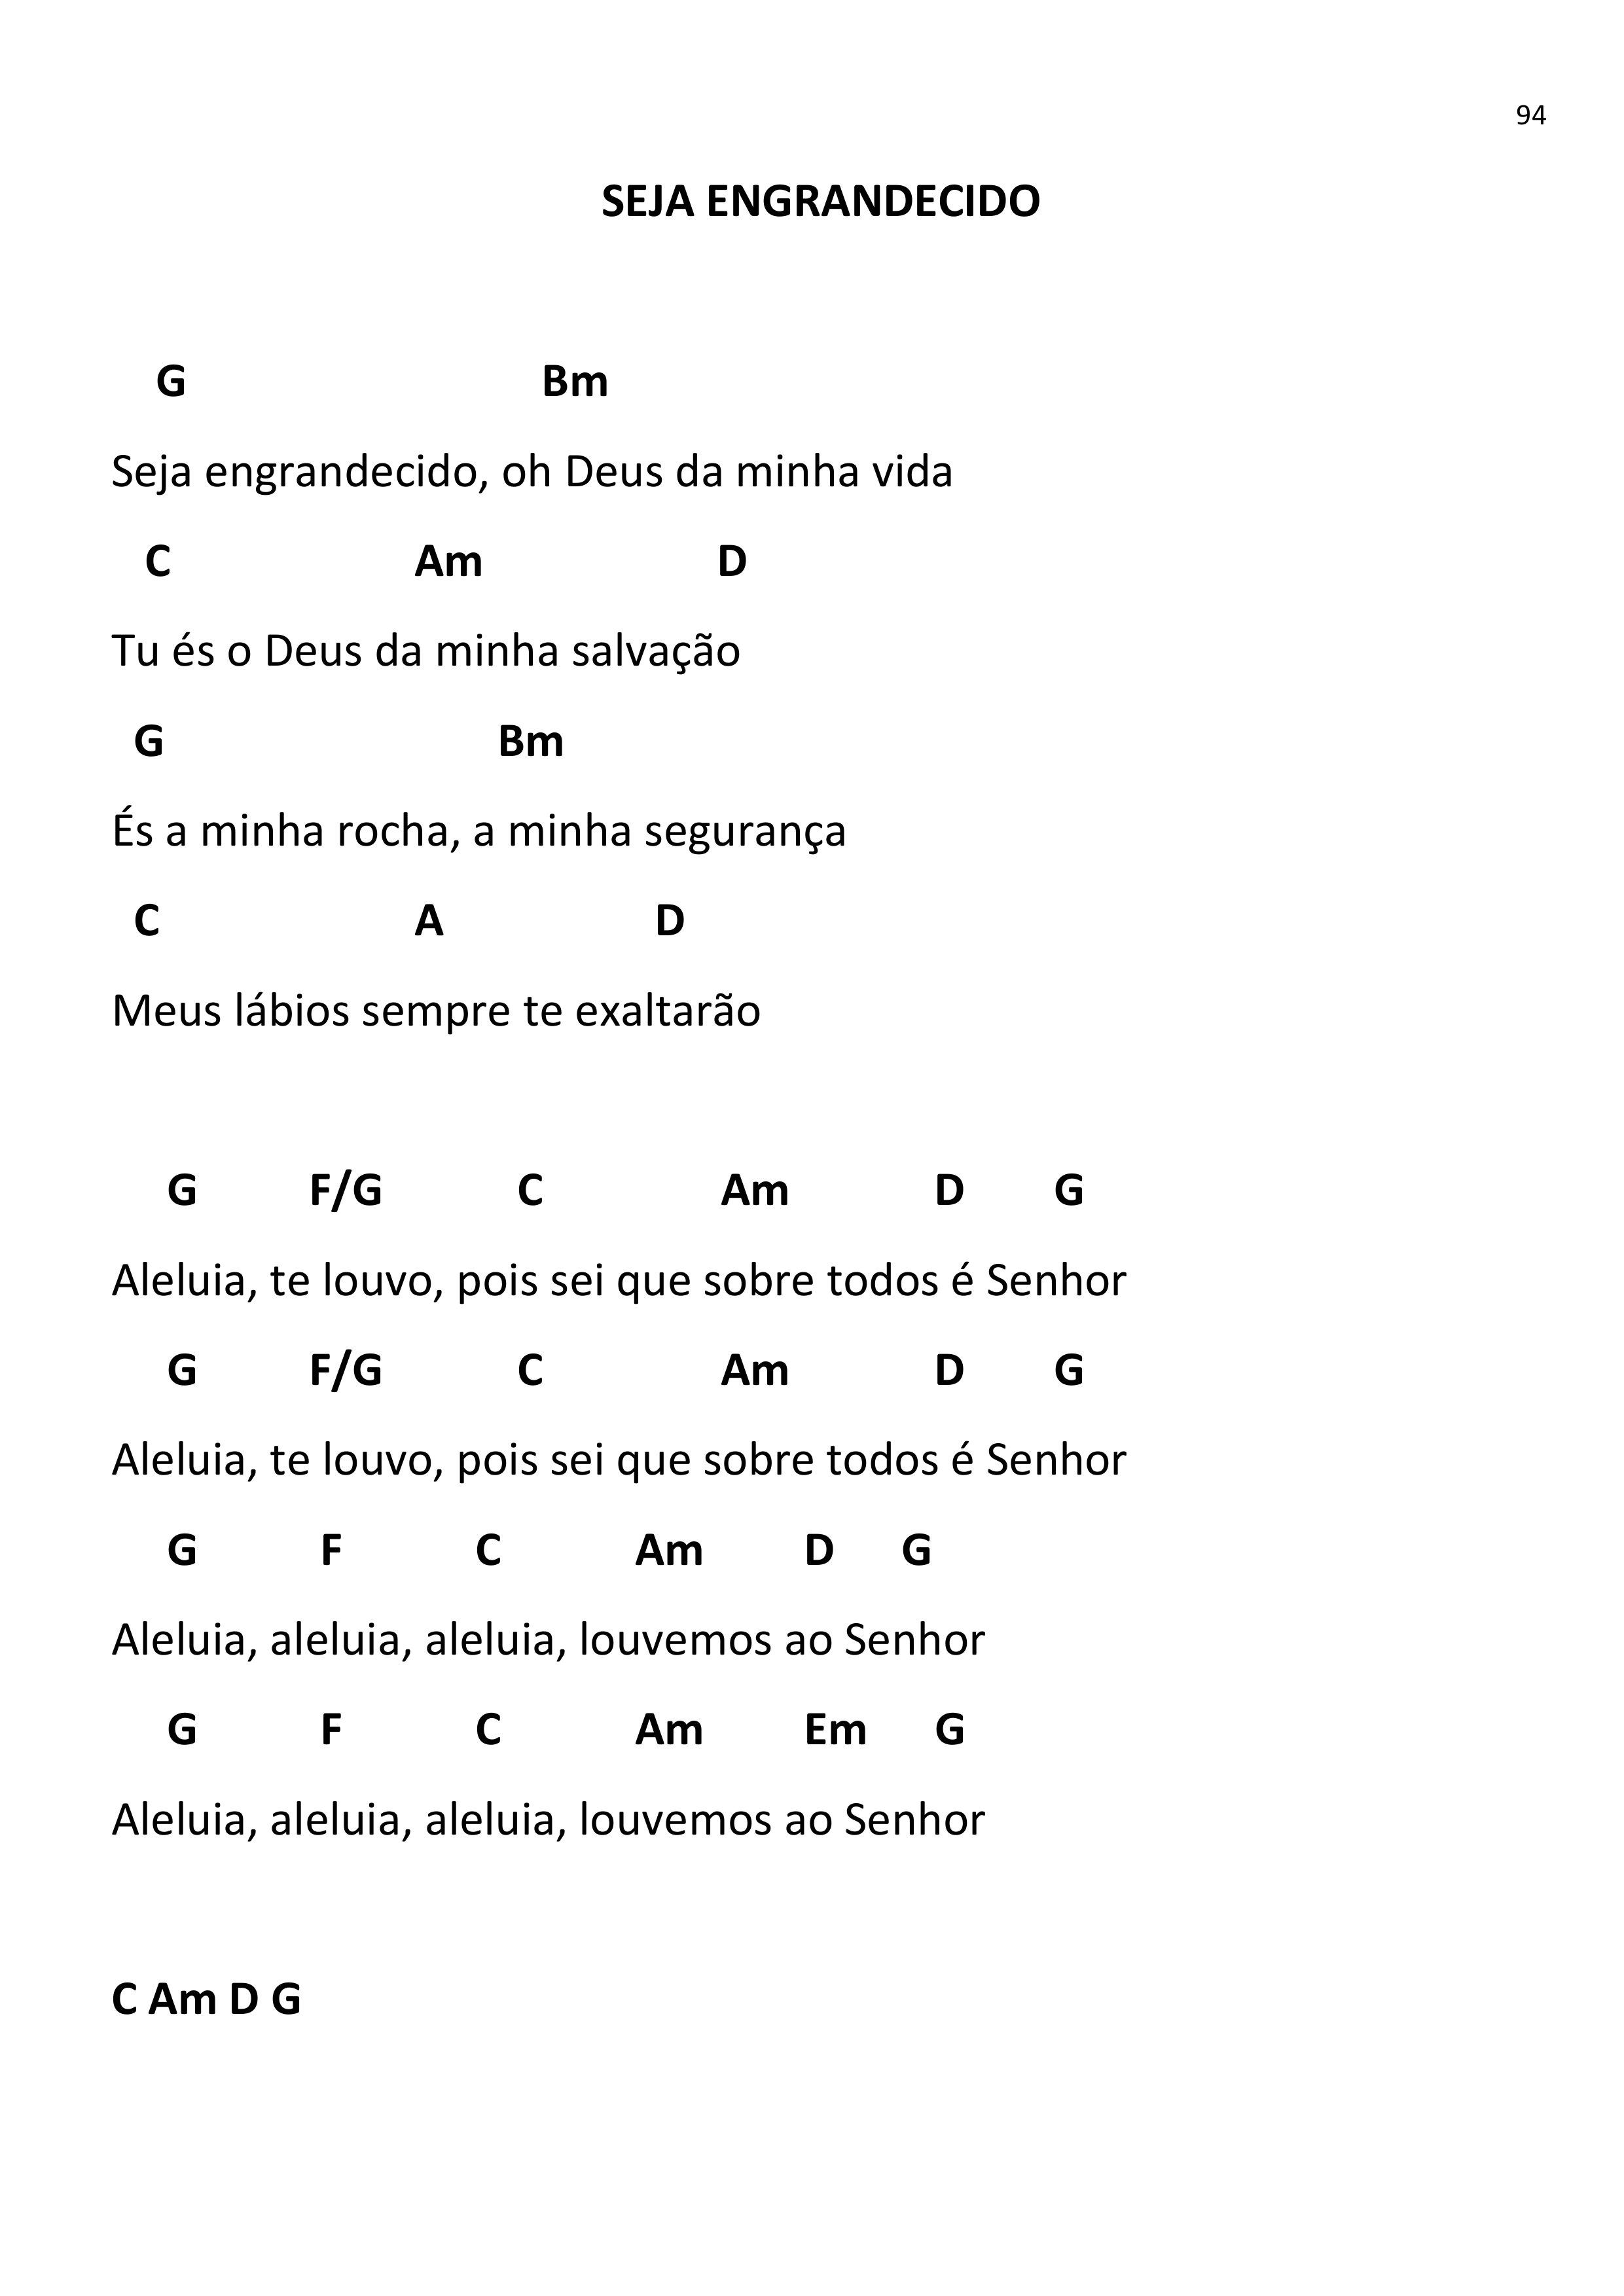 94
SEJA ENGRANDECIDO
G Bm
Seja engrandecido, oh Deus da minha vida
C Am D
Tu és o Deus da minha salvação
G Bm
És a minha rocha, a minha segurança
C A D
Meus lábios sempre te exaltarão
G F/G C Am D G
Aleluia, te louvo, pois sei que sobre todos é Senhor
G F/G C Am D G
Aleluia, te louvo, pois sei que sobre todos é Senhor
G F C Am D G
Aleluia, aleluia, aleluia, louvemos ao Senhor
G F C Am Em G
Aleluia, aleluia, aleluia, louvemos ao Senhor
C Am D G